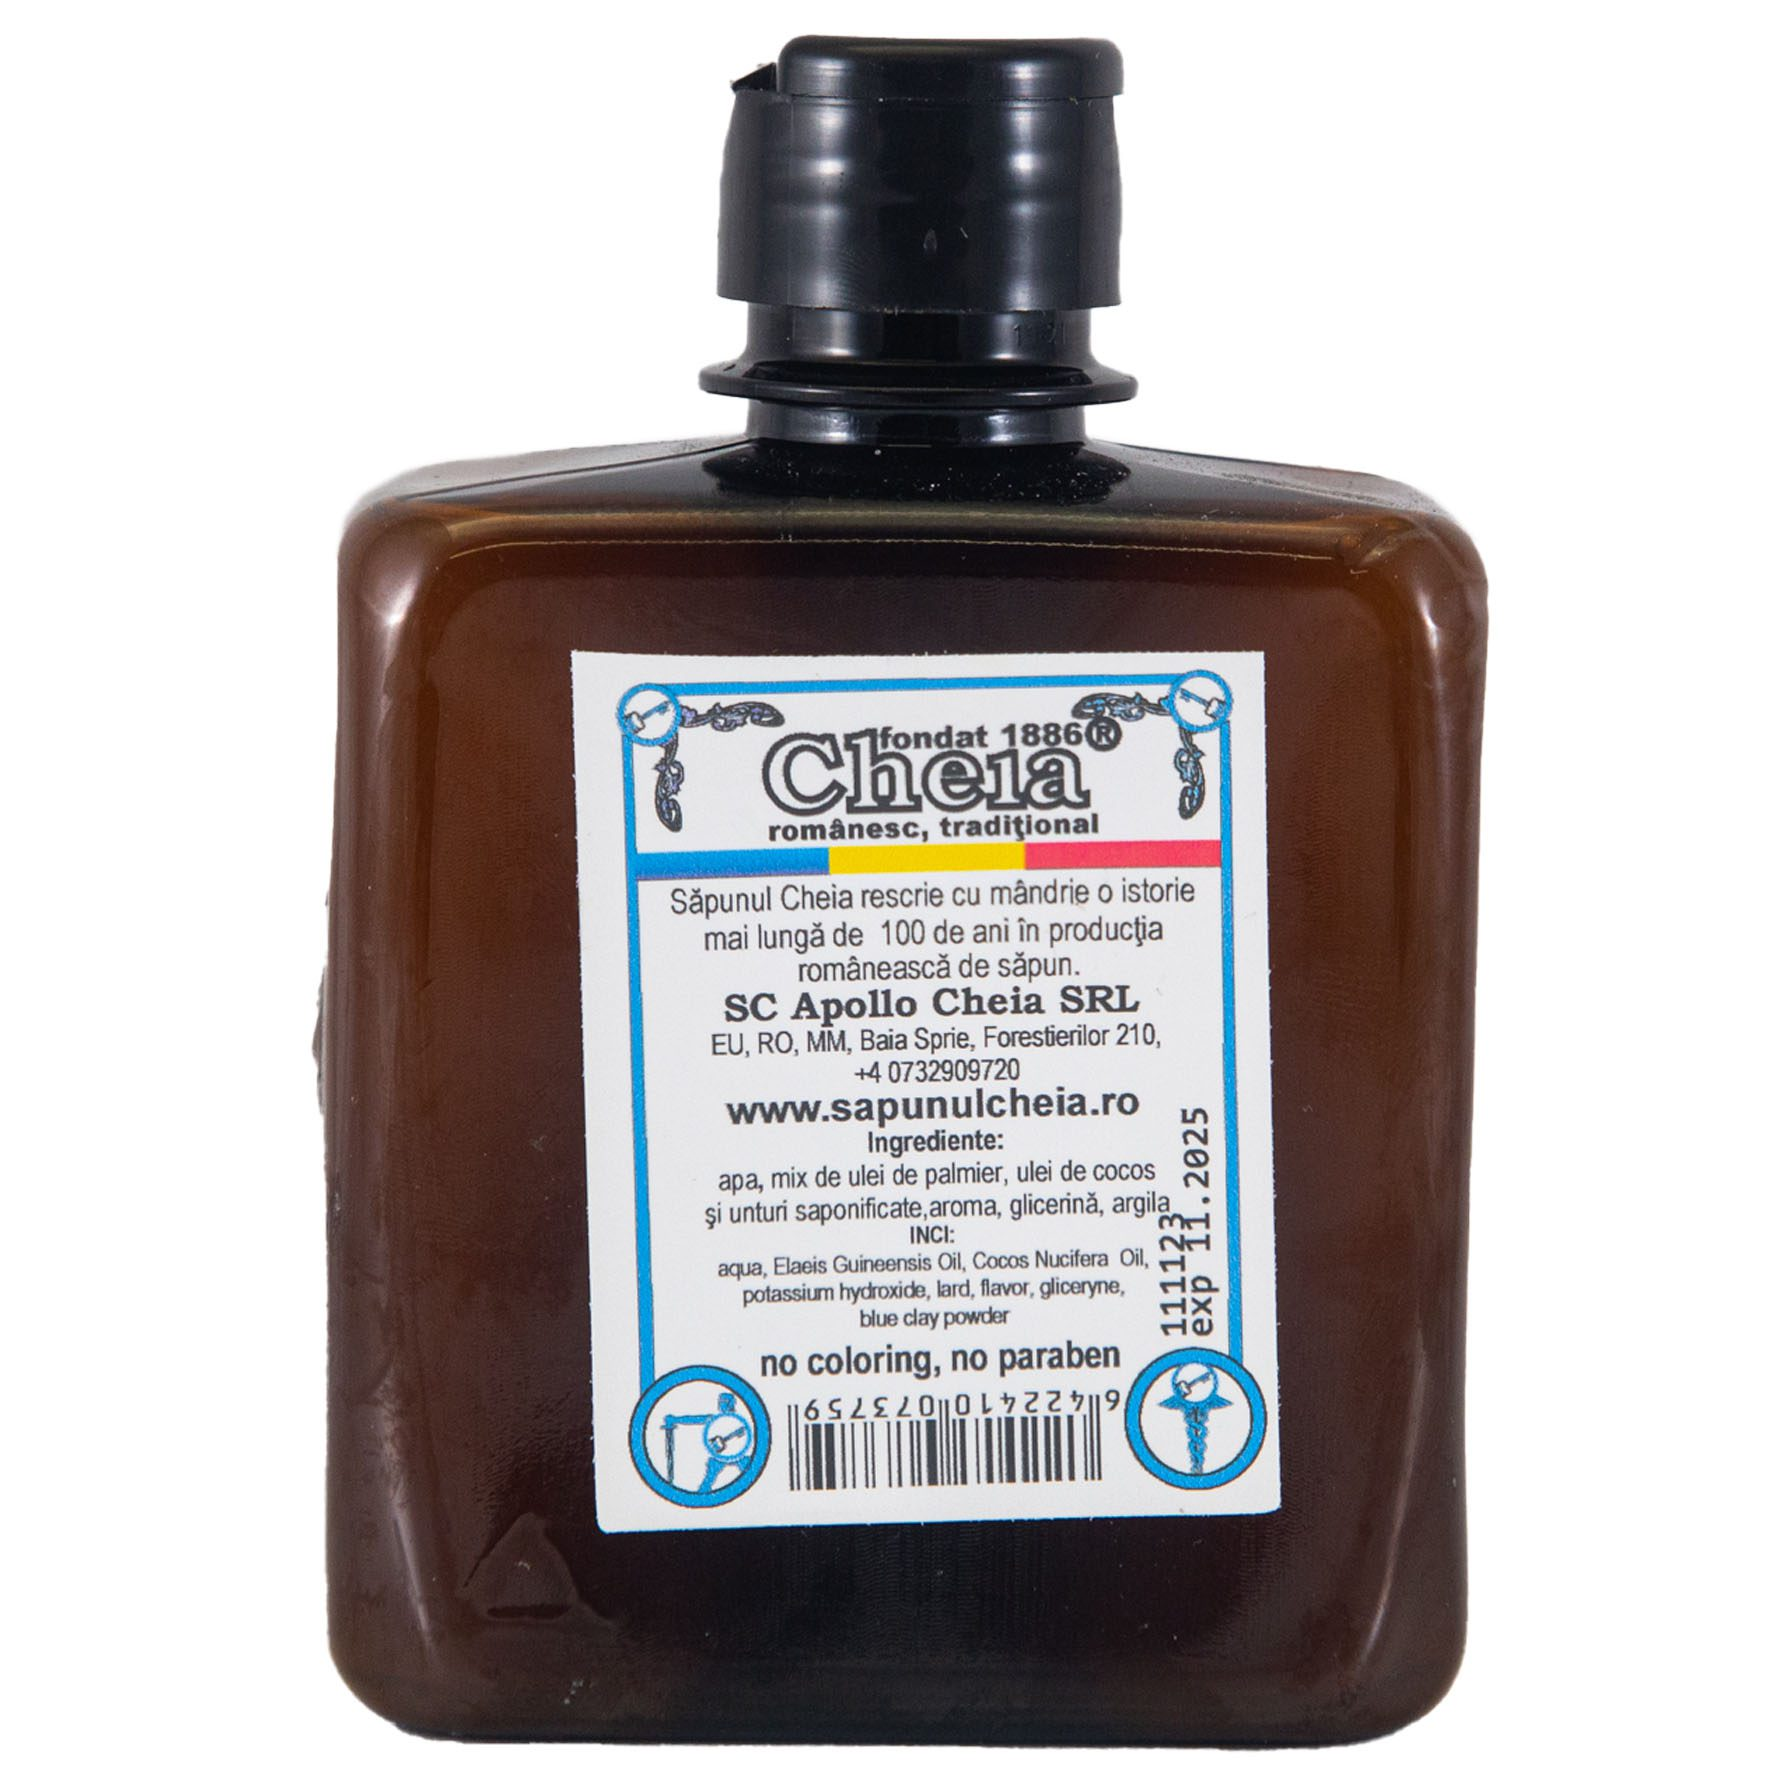 fondat 1886®
Cheia
românesc, tradiţional
Săpunul Cheia rescrie cu mândrie o istorie
mai lungă de 100 de ani în producţia
românească de săpun.
SC Apollo Cheia SRL
EU, RO, MM, Baia Sprie, Forestierilor 210,
+4 0732909720
www.sapunulcheia.ro
Ingrediente:
apa, mix de ulei de palmier, ulei de cocos
şi unturi saponificate,aroma, glicerină, argila
INCI:
aqua, Elaeis Guineensis Oil, Cocos Nucifera Oil,
potassium hydroxide, lard, flavor, gliceryne,
blue clay powder
no coloring, no paraben
111123
exp 11.2025
6 422410 073759